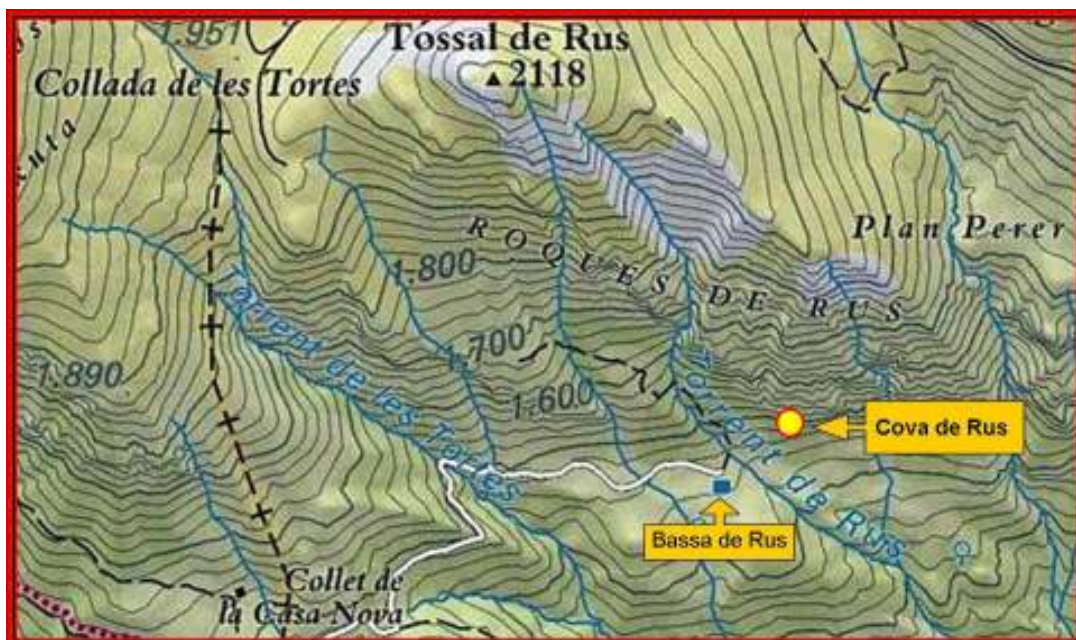 1.951
Tossal de Rus
2118
Collada de les Tortes
Plan Perer
ROQUES DE RUS
1.800
Torrent de les Tortes
1.700
1.890
1.600
Torrent de Rus
Cova de Rus
Bassa de Rus
Collet de
la Casa Nova